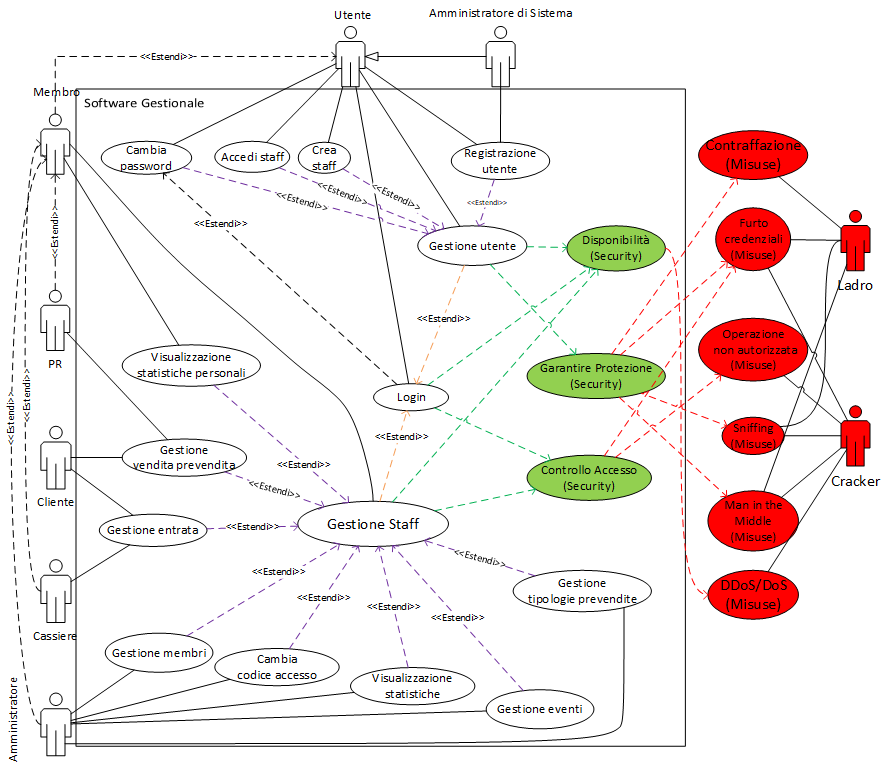 Utente
Amministratore di Sistema
<<Estendi>>
Membro
Software Gestionale
Cambia
password
Accedi staff
Crea
staff
Registrazione
utente
Contraffazione
(Misuse)
<<Estendi>>
<<Estendi>>
<<Estendi>>
<<Estendi>>
<<Estendi>>
<<Estendi>>
Gestione utente
Disponibilità
(Security)
Furto
credenziali
(Misuse)
Ladro
<<Estendi>>
PR
Visualizzazione
statistiche personali
Garantire Protezione
(Security)
Operazione
non autorizzata
(Misuse)
Login
<<Estendi>>
<<Estendi>>
<<Estendi>>
Sniffing
(Misuse)
Cracker
Gestione
vendita prevendita
<<Estendi>>
<<Estendi>>
Controllo Accesso
(Security)
Cliente
Gestione entrata
<<Estendi>>
Gestione Staff
Man in the
Middle
(Misuse)
<<Estendi>>
<<Estendi>>
Gestione
tipologie prevendite
DDoS/DoS
(Misuse)
Cassiere
<<Estendi>>
<<Estendi>>
<<Estendi>>
Gestione membri
Cambia
codice accesso
Visualizzazione
statistiche
Gestione eventi
Amministratore